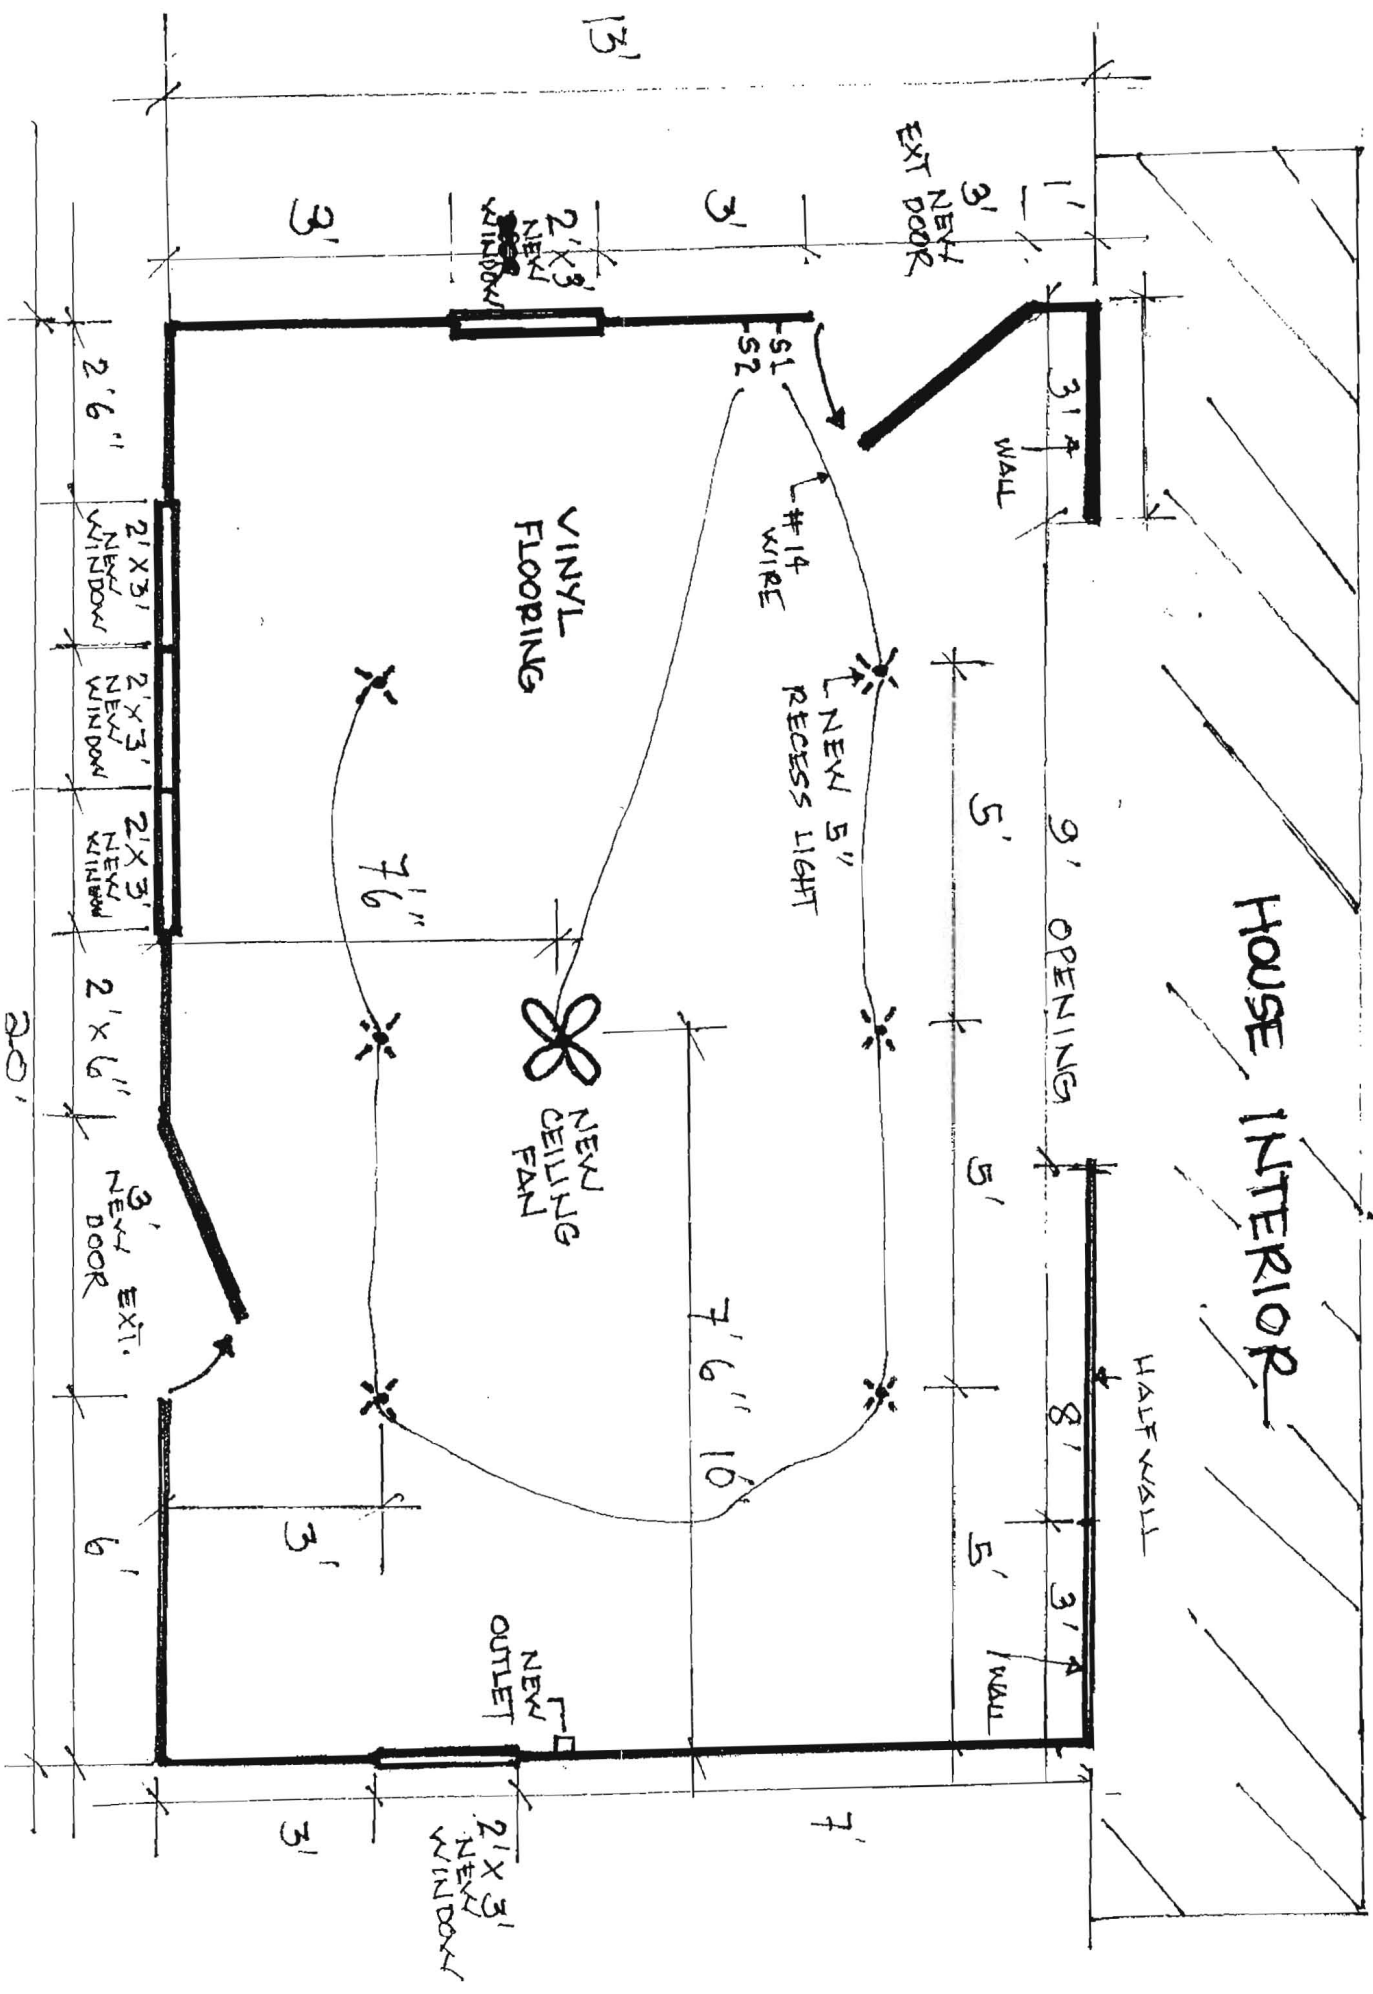 HOUSE INTERIOR
HALF WALL
1'
3'
9' OPENING
8'
3'
WALL
WALL
3'
NEW
EXT DOOR
5'
5'
5'
NEW 5"
RECESS LIGHT
#14
WIRE
S1
S2
13'
3'
7' 6" 10'
7'
2'X3'
NEW
WINDOW
VINYL
FLOORING
NEW
CEILING
FAN
NEW
OUTLET
2'X3'
NEW
WINDOW
7'6"
3'
3'
3'
2'6"
2'X3'
NEW
WINDOW
2'X3'
NEW
WINDOW
2'X3'
NEW
WINDOW
2'X6"
3'
NEW EXT.
DOOR
6'
20'